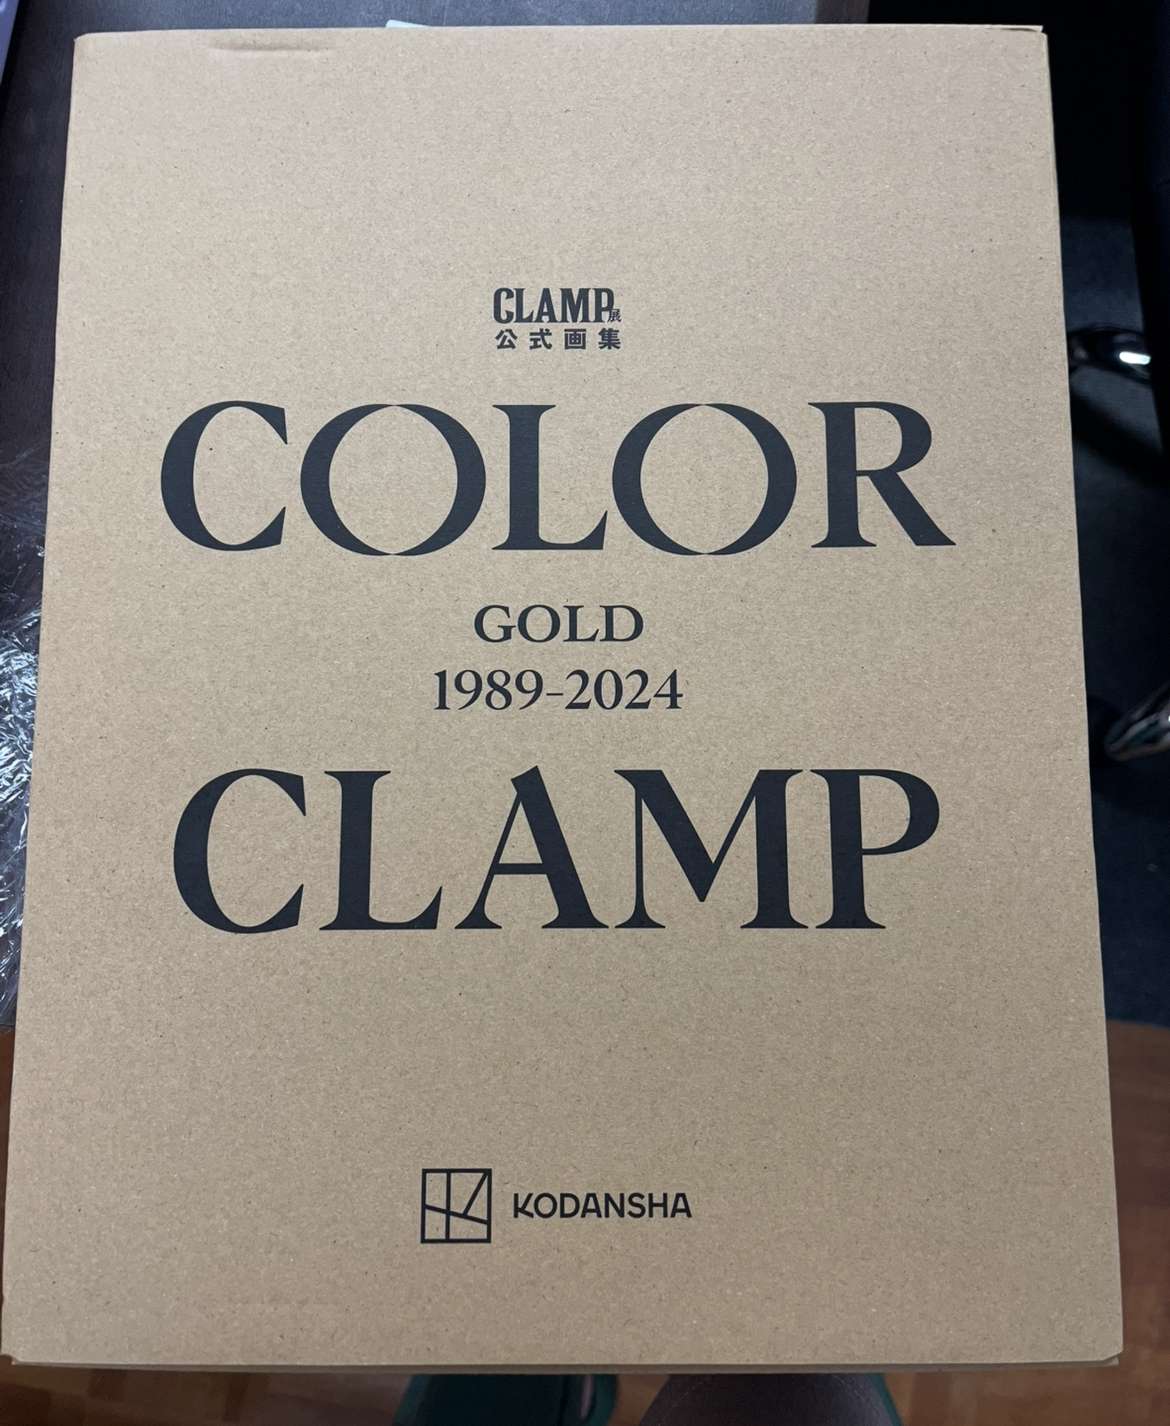 CLAMP展
公式画集
COLOR
GOLD
1989-2024
CLAMP
KODANSHA